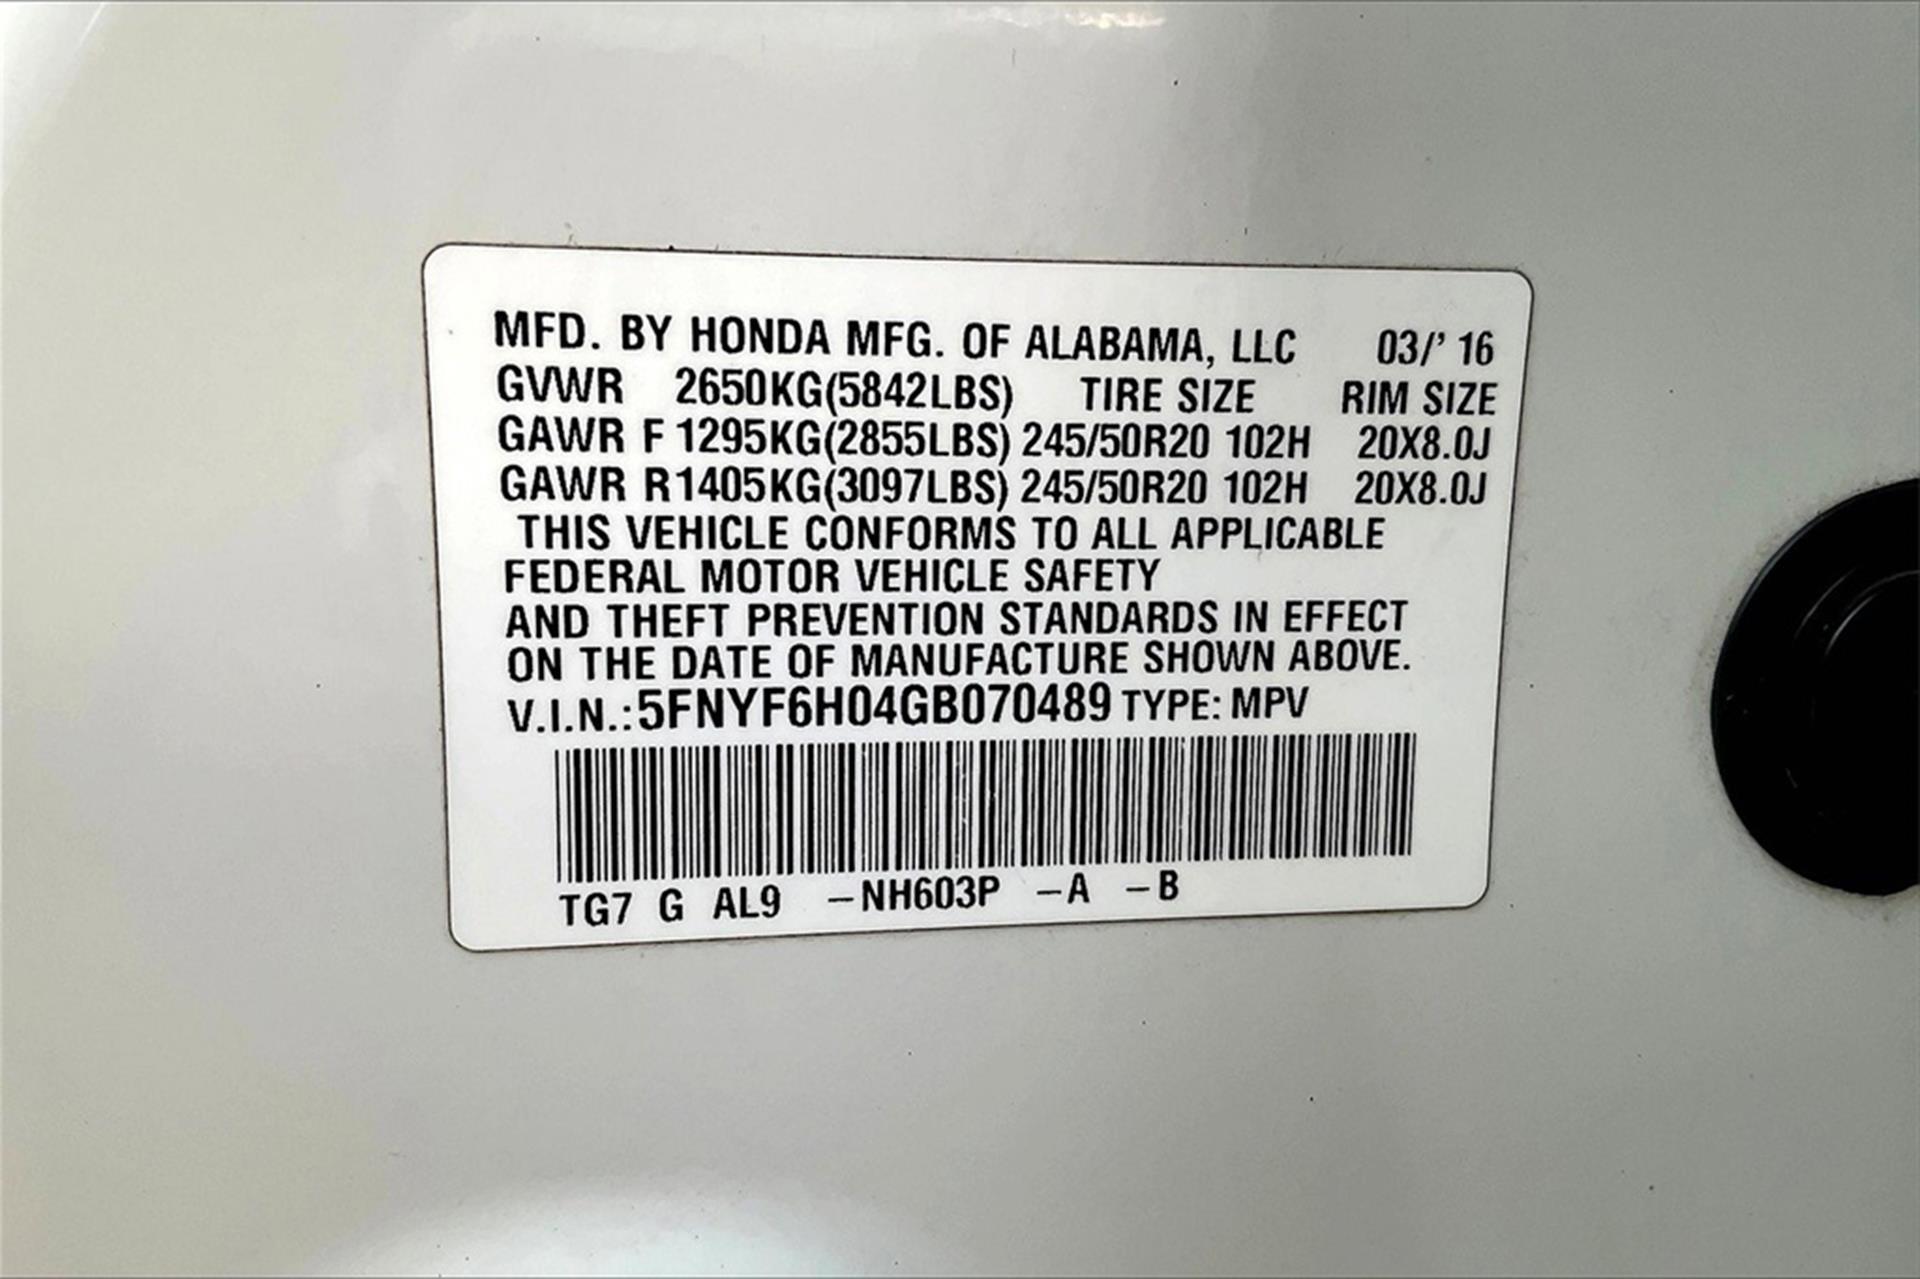 MFD. BY HONDA MFG. OF ALABAMA, LLC 03/' 16
GVWR 2650KG(5842LBS) TIRE SIZE RIM SIZE
GAWR F 1295KG(2855LBS) 245/50R20 102H 20X8.0J
GAWR R 1405KG(3097LBS) 245/50R20 102H 20X8.0J
THIS VEHICLE CONFORMS TO ALL APPLICABLE
FEDERAL MOTOR VEHICLE SAFETY
AND THEFT PREVENTION STANDARDS IN EFFECT
ON THE DATE OF MANUFACTURE SHOWN ABOVE.
V.I.N.: 5FNYF6H04GB070489 TYPE: MPV
TG7 G AL9 –NH603P –A –B